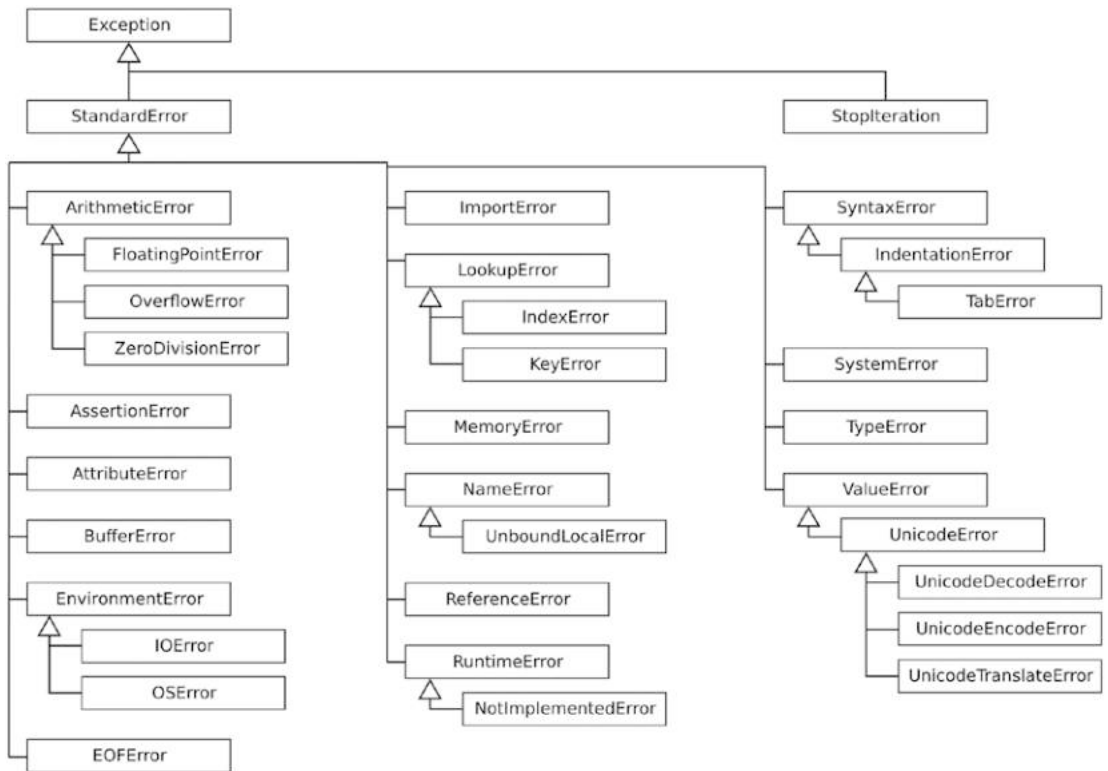 Exception
StandardError
StopIteration
ArithmeticError
FloatingPointError
OverflowError
ZeroDivisionError
AssertionError
AttributeError
BufferError
EnvironmentError
IOError
OSError
EOFError
ImportError
LookupError
IndexError
KeyError
MemoryError
NameError
UnboundLocalError
ReferenceError
RuntimeError
NotImplementedError
SyntaxError
IndentationError
TabError
SystemError
TypeError
ValueError
UnicodeError
UnicodeDecodeError
UnicodeEncodeError
UnicodeTranslateError